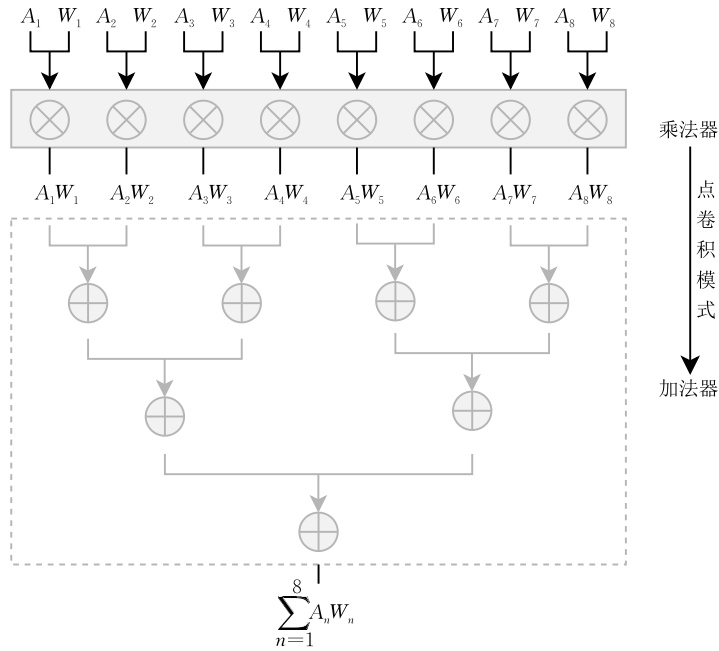 A₁ W₁ A₂ W₂ A₃ W₃ A₄ W₄ A₅ W₅ A₆ W₆ A₇ W₇ A₈ W₈
乘法器
A₁W₁ A₂W₂ A₃W₃ A₄W₄ A₅W₅ A₆W₆ A₇W₇ A₈W₈
点卷积模式
加法器
8
∑AₙWₙ
n=1